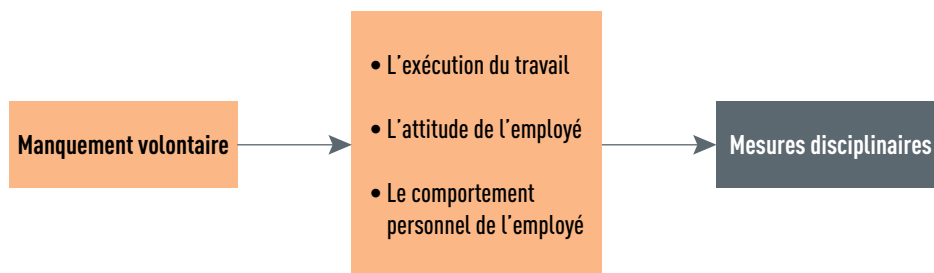 Manquement volontaire
• L’exécution du travail
• L’attitude de l’employé
• Le comportement
personnel de l’employé
Mesures disciplinaires